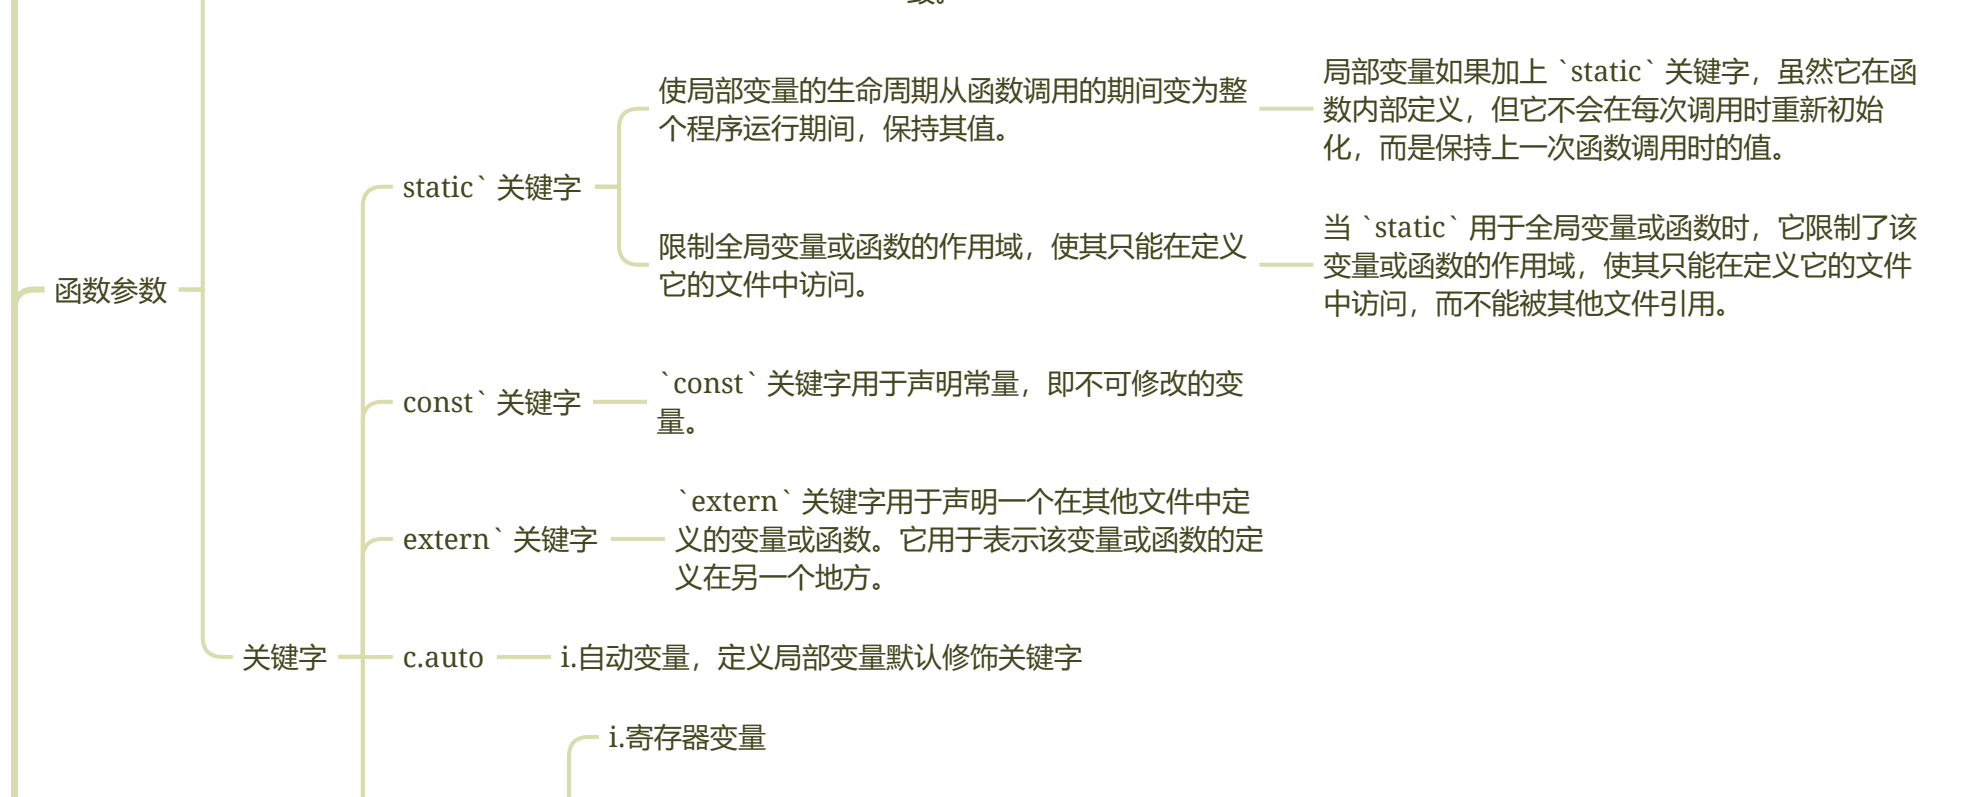 使局部变量的生命周期从函数调用的期间变为整
个程序运行期间，保持其值。
局部变量如果加上 `static` 关键字，虽然它在函
数内部定义，但它不会在每次调用时重新初始
化，而是保持上一次函数调用时的值。
static` 关键字
限制全局变量或函数的作用域，使其只能在定义
它的文件中访问。
当 `static` 用于全局变量或函数时，它限制了该
变量或函数的作用域，使其只能在定义它的文件
中访问，而不能被其他文件引用。
函数参数
const` 关键字
`const` 关键字用于声明常量，即不可修改的变
量。
extern` 关键字
`extern` 关键字用于声明一个在其他文件中定
义的变量或函数。它用于表示该变量或函数的定
义在另一个地方。
关键字
c.auto
i.自动变量，定义局部变量默认修饰关键字
i.寄存器变量